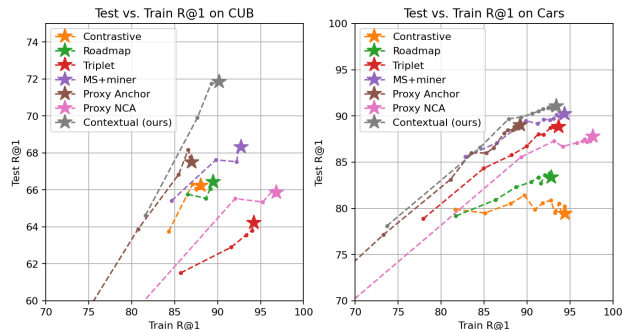 Test vs. Train R@1 on CUB
Test R@1
74
72
70
68
66
64
62
60
Contrastive
Roadmap
Triplet
MS+miner
Proxy Anchor
Proxy NCA
Contextual (ours)
75 80 85 90 95 100
Train R@1
Test vs. Train R@1 on Cars
Test R@1
100
95
90
85
80
75
70
Contrastive
Roadmap
Triplet
MS+miner
Proxy Anchor
Proxy NCA
Contextual (ours)
70 75 80 85 90 95 100
Train R@1